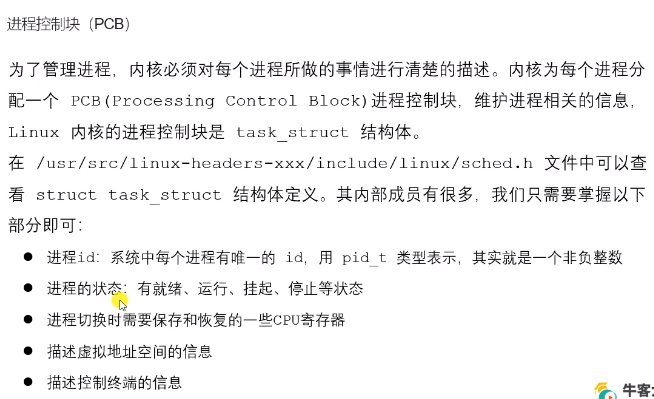 进程控制块（PCB）
为了管理进程，内核必须对每个进程所做的事情进行清楚的描述。内核为每个进程分
配一个 PCB(Processing Control Block)进程控制块，维护进程相关的信息，
Linux 内核的进程控制块是 task_struct 结构体。
在 /usr/src/linux-headers-xxx/include/linux/sched.h 文件中可以查
看 struct task_struct 结构体定义。其内部成员有很多，我们只需要掌握以下
部分即可：
● 进程id：系统中每个进程有唯一的 id，用 pid_t 类型表示，其实就是一个非负整数
● 进程的状态：有就绪、运行、挂起、停止等状态
● 进程切换时需要保存和恢复的一些CPU寄存器
● 描述虚拟地址空间的信息
● 描述控制终端的信息
牛客